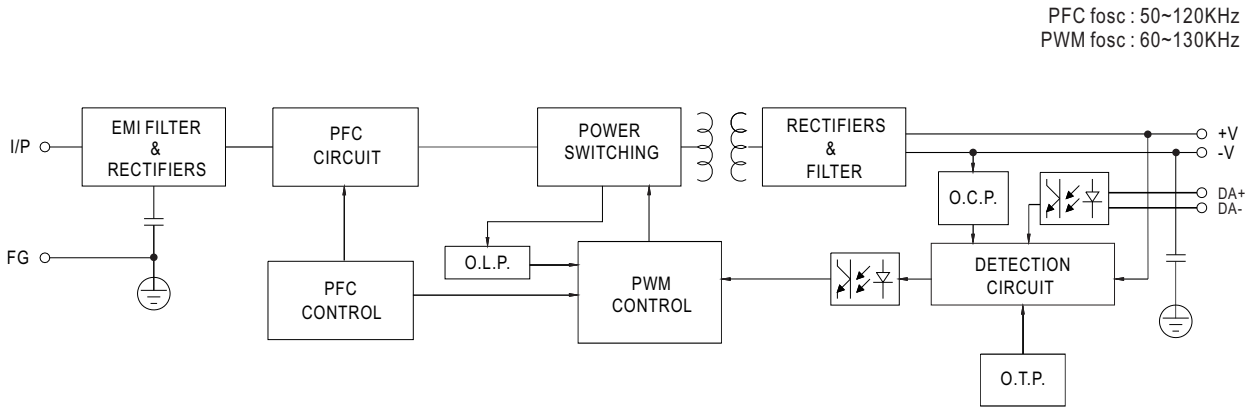 PFC fosc : 50~120KHz
PWM fosc : 60~130KHz
I/P
EMI FILTER
&
RECTIFIERS
PFC
CIRCUIT
POWER
SWITCHING
RECTIFIERS
&
FILTER
+V
-V
O.C.P.
DA+
DA-
FG
O.L.P.
PFC
CONTROL
PWM
CONTROL
DETECTION
CIRCUIT
O.T.P.